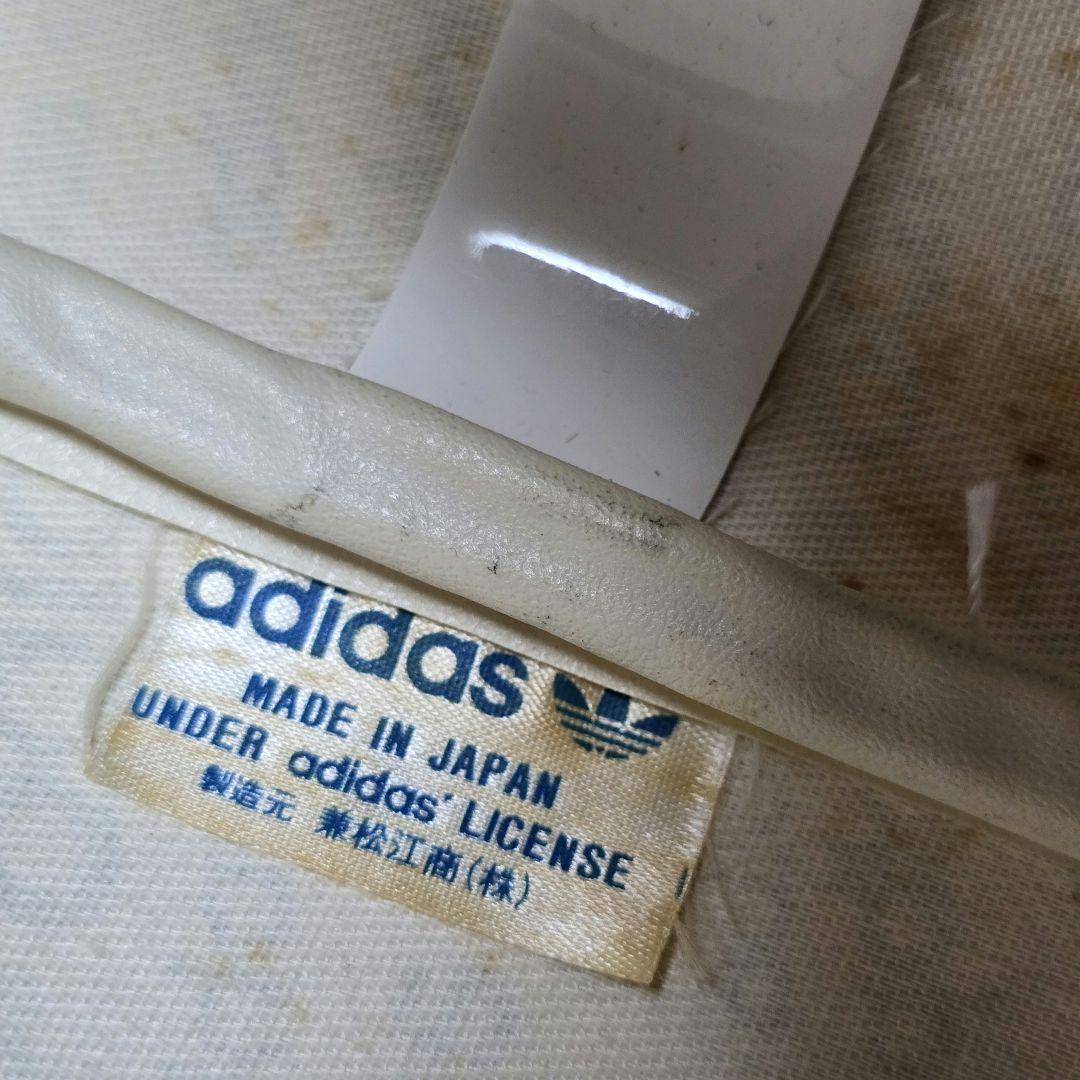 adidas
MADE IN JAPAN
UNDER adidas' LICENSE
製造元 兼松江商(株)